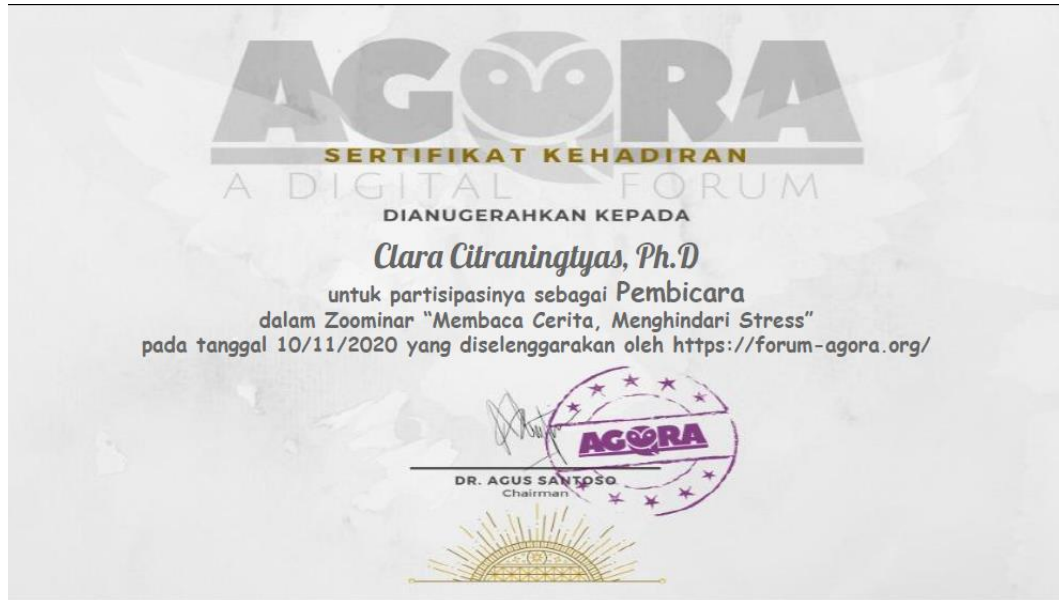 AGORA
SERTIFIKAT KEHADIRAN
A DIGITAL FORUM
DIANUGERAHKAN KEPADA
Clara Citraningtyas, Ph.D
untuk partisipasinya sebagai Pembicara
dalam Zoominar “Membaca Cerita, Menghindari Stress”
pada tanggal 10/11/2020 yang diselenggarakan oleh https://forum-agora.org/
AGORA
DR. AGUS SANTOSO
Chairman